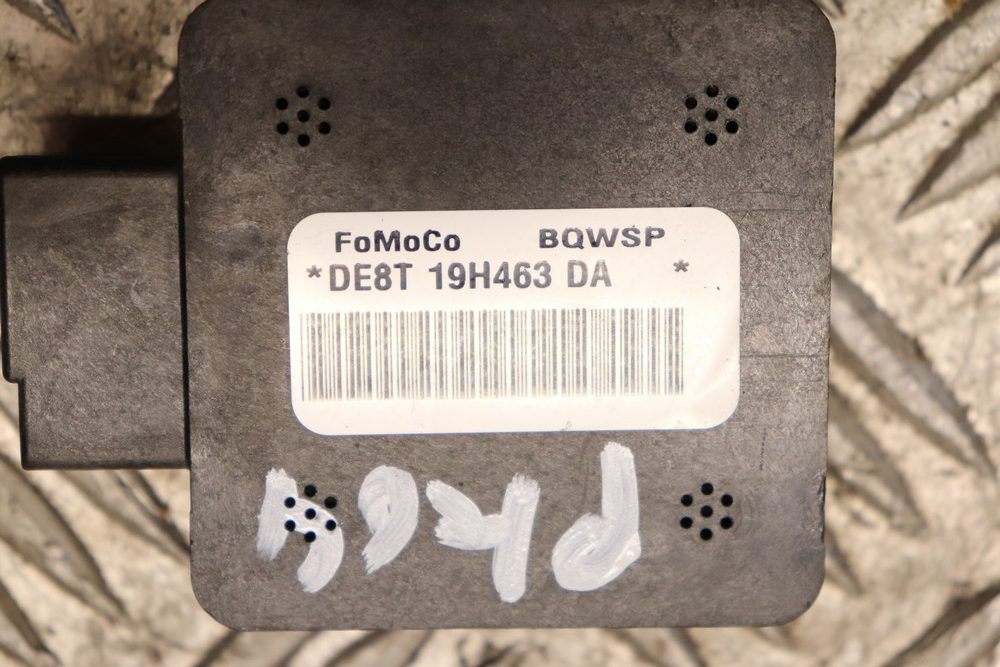 FoMoCo BQWSP
*DE8T 19H463 DA *